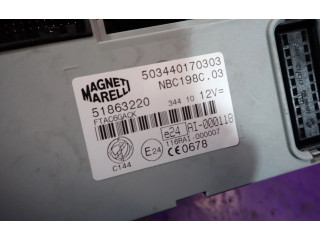 MAGNETI MARELLI 503440170303
NBC198C.03
51863220 344 10 12V=
FTAC6GACK
e24 AI-000118
E24 116RAI-000007
C144 CE0678